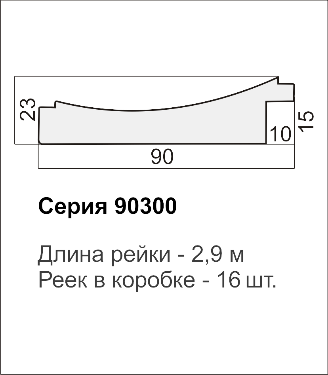 23
10
15
90
Серия 90300
Длина рейки - 2,9 м
Реек в коробке - 16 шт.